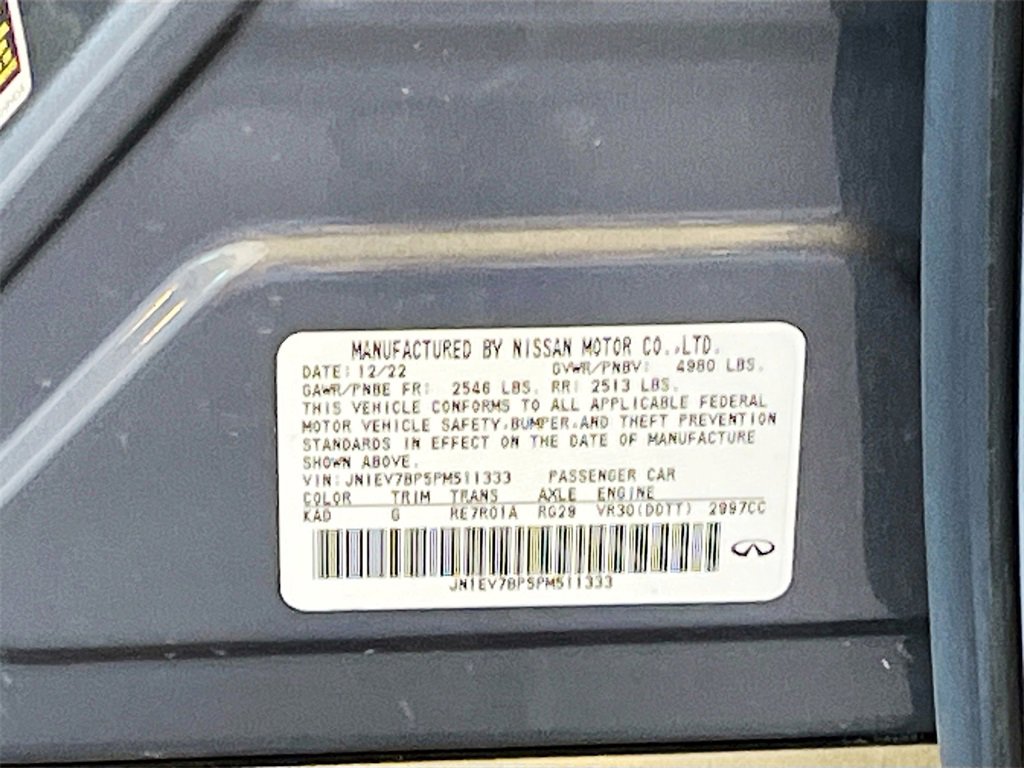 MANUFACTURED BY NISSAN MOTOR CO.,LTD.
DATE: 12/22 GVWR/PNBV: 4980 LBS.
GAWR/PNBE FR: 2546 LBS. RR: 2513 LBS.
THIS VEHICLE CONFORMS TO ALL APPLICABLE FEDERAL
MOTOR VEHICLE SAFETY,BUMPER,AND THEFT PREVENTION
STANDARDS IN EFFECT ON THE DATE OF MANUFACTURE
SHOWN ABOVE.
VIN: JN1EV7BP5PM511333 PASSENGER CAR
COLOR TRIM TRANS AXLE ENGINE
KAD G RE7R01A RG29 VR30(DDTT) 2997CC
JN1EV7BP5PM511333